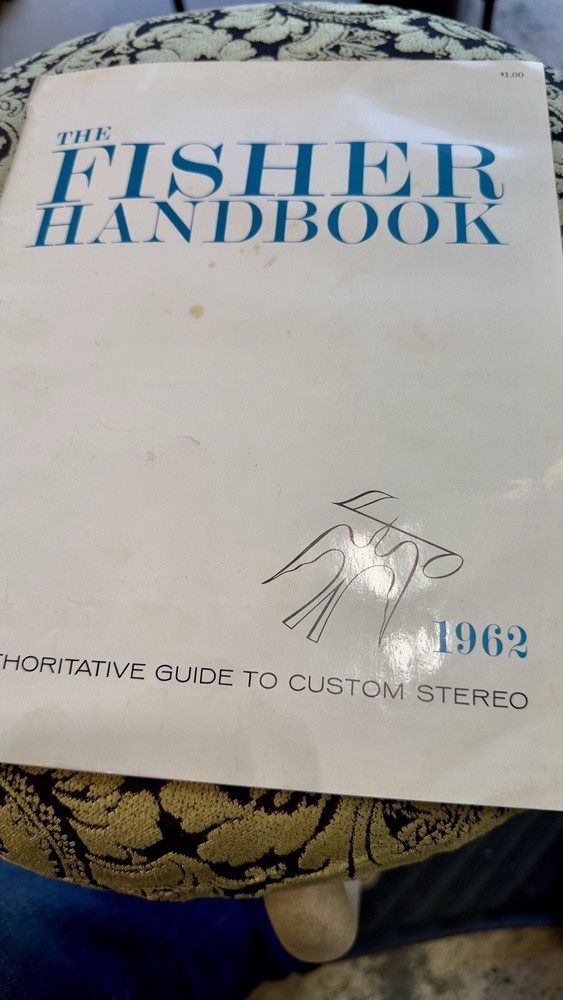 $1.00
THE
FISHER
HANDBOOK
1962
THORITATIVE GUIDE TO CUSTOM STEREO